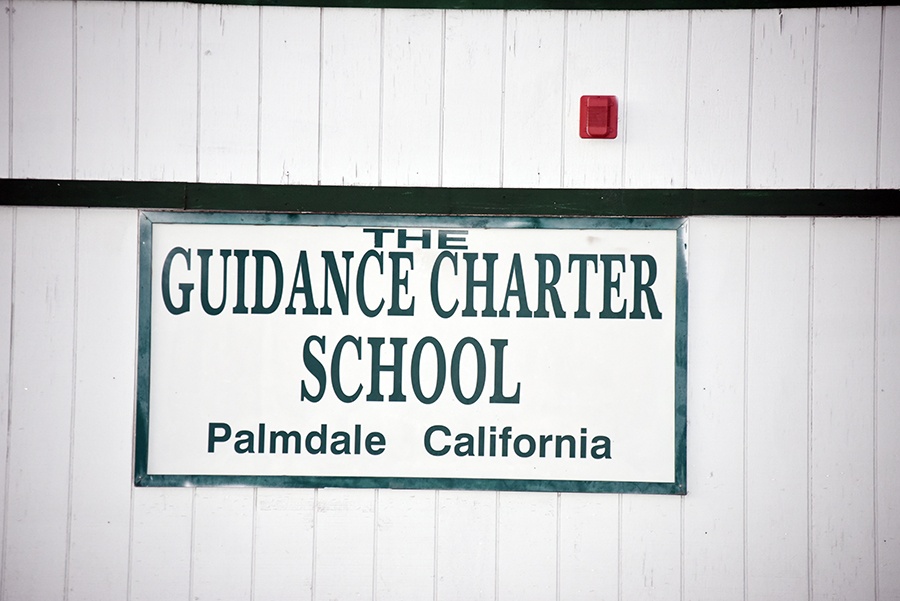 THE
GUIDANCE CHARTER
SCHOOL
Palmdale California